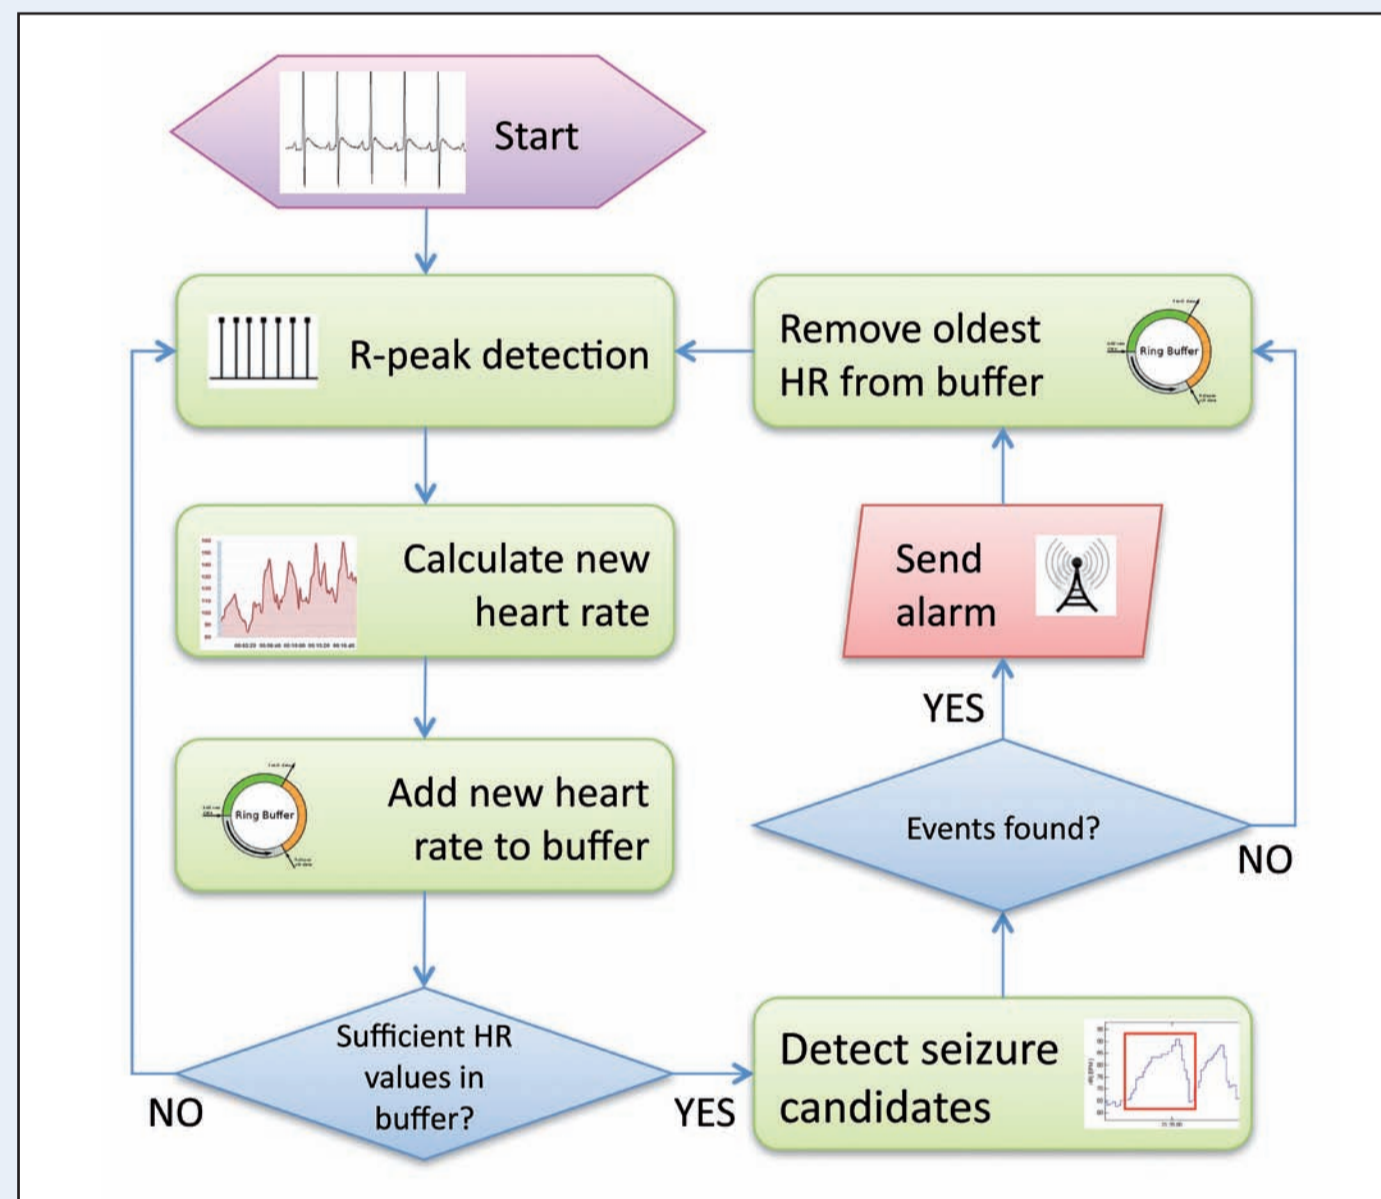 Start
R-peak detection
Remove oldest
HR from buffer
Ring Buffer
Calculate new
heart rate
Send
alarm
YES
Add new heart
rate to buffer
Ring Buffer
Events found?
NO
Sufficient HR
values in
buffer?
NO
YES
Detect seizure
candidates